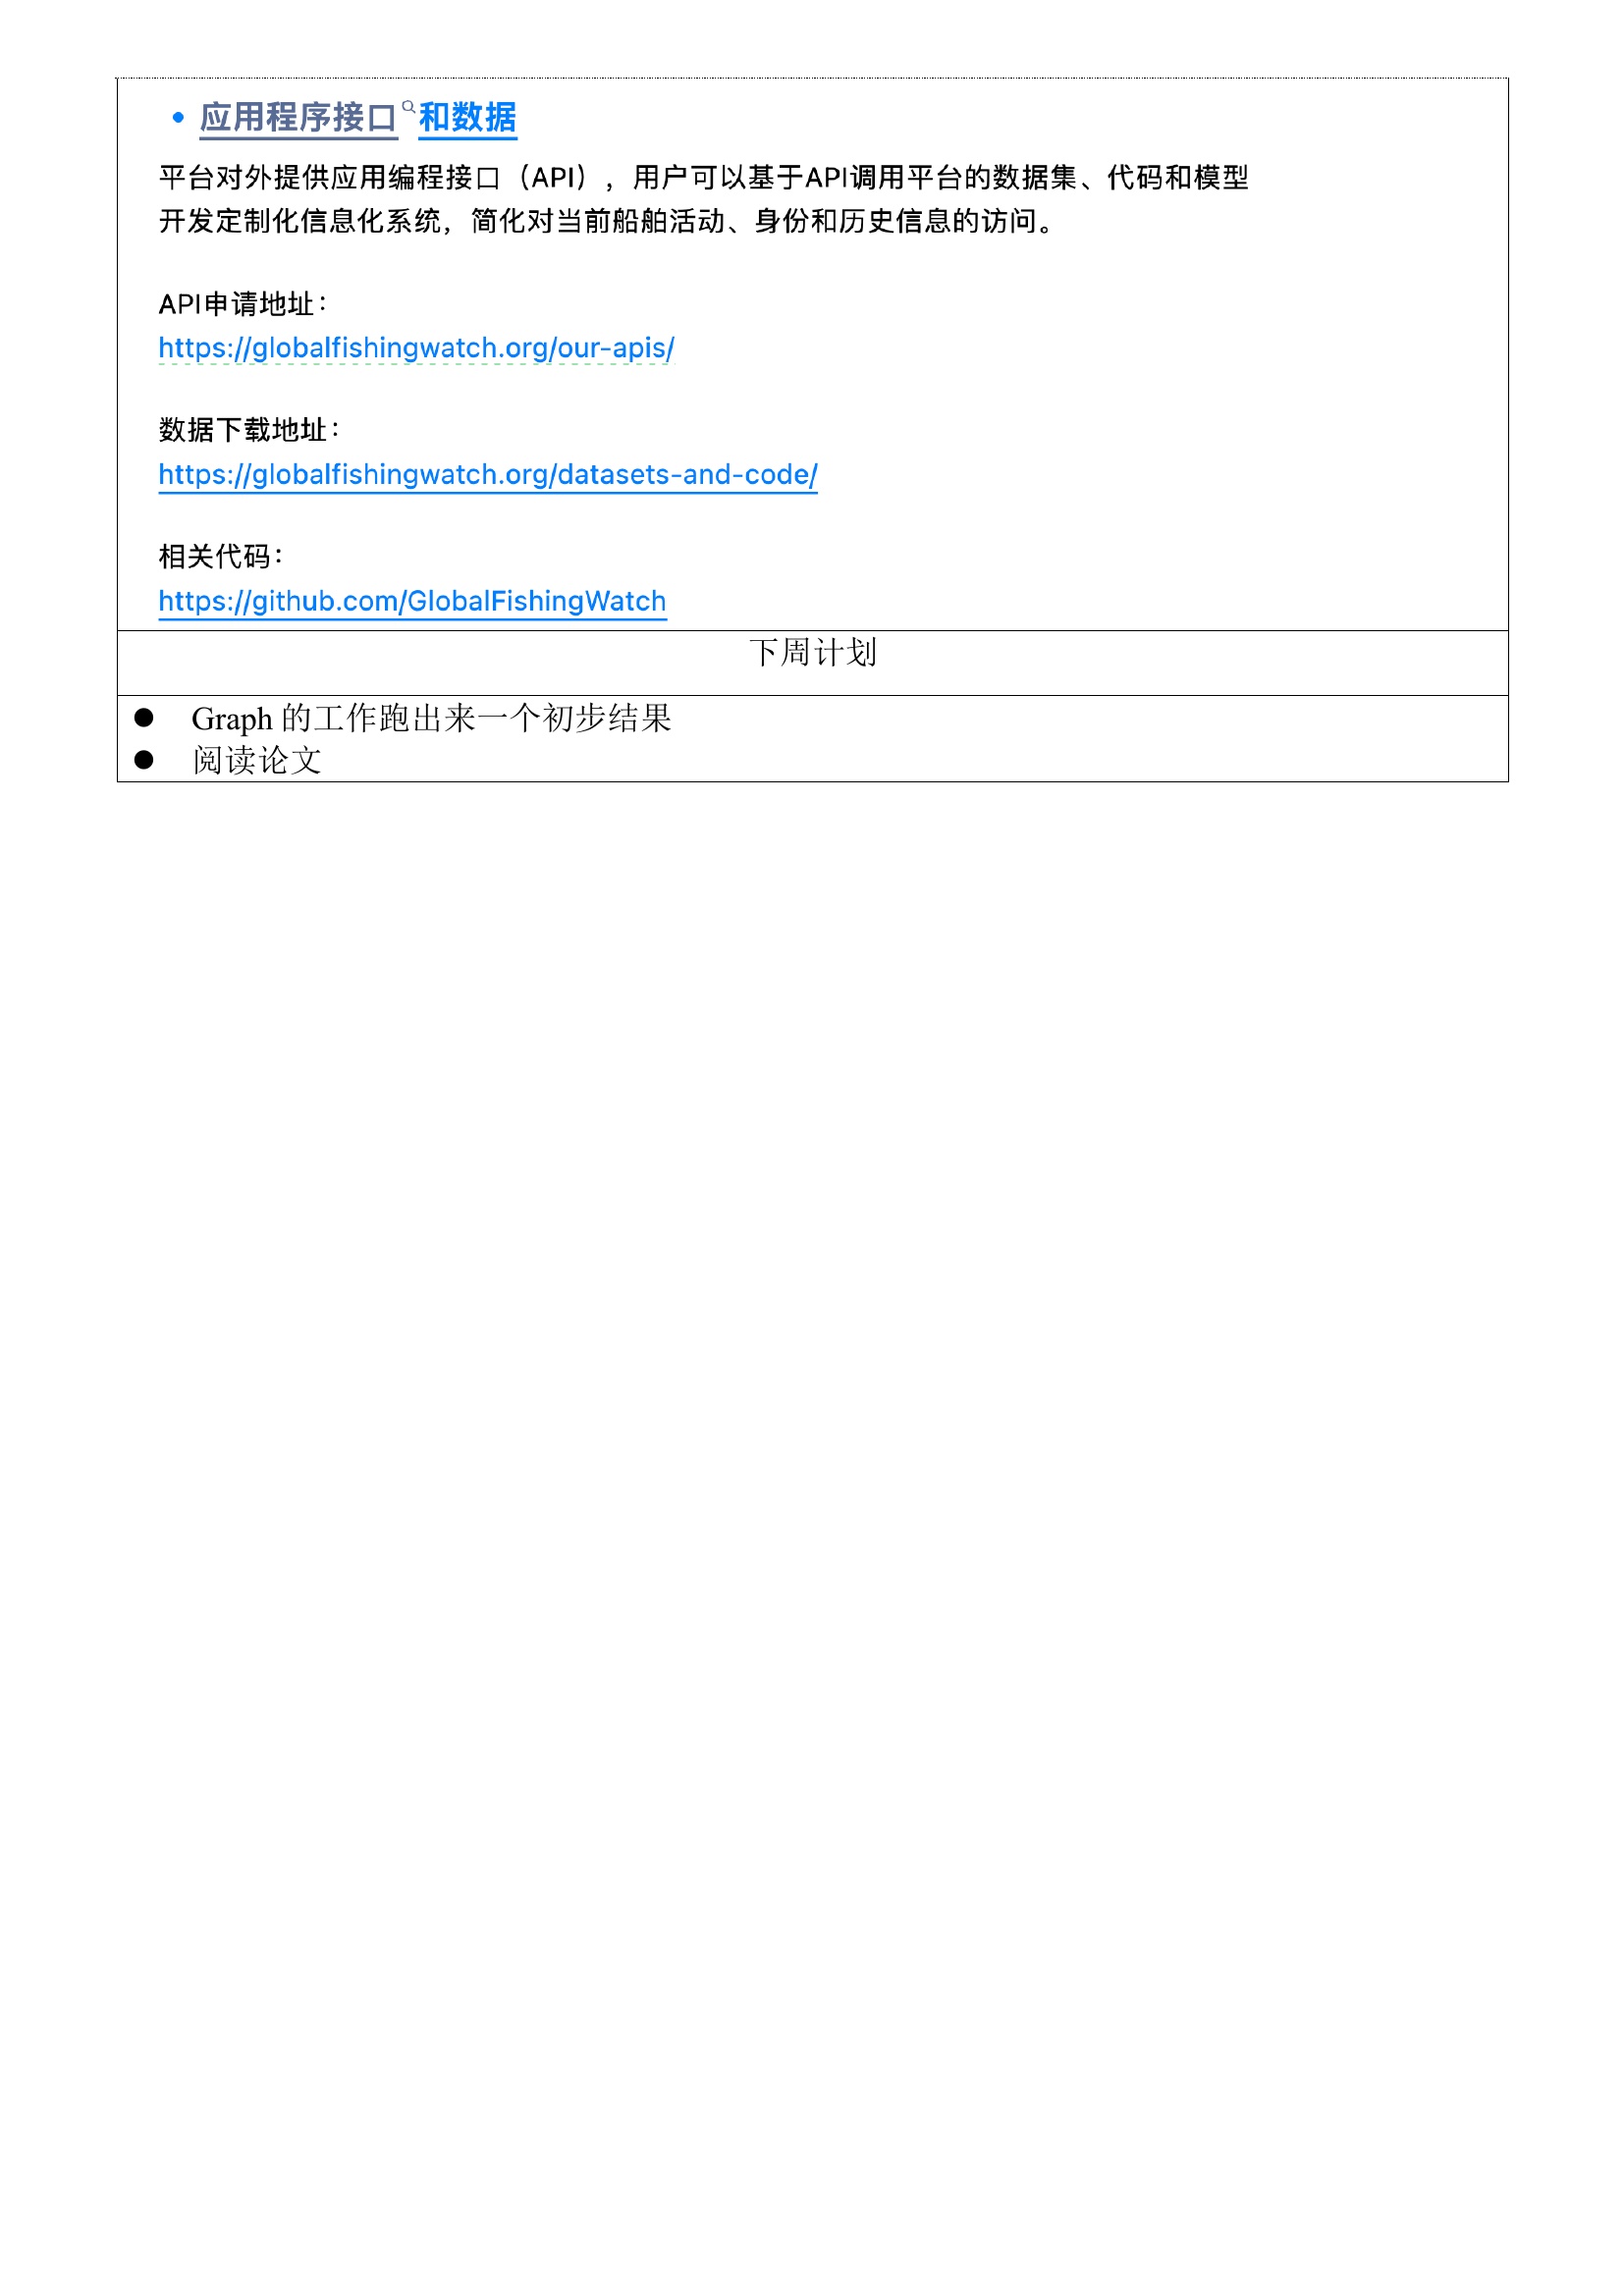 • 应用程序接口和数据
平台对外提供应用编程接口（API），用户可以基于API调用平台的数据集、代码和模型
开发定制化信息化系统，简化对当前船舶活动、身份和历史信息的访问。
API申请地址：
https://globalfishingwatch.org/our-apis/
数据下载地址：
https://globalfishingwatch.org/datasets-and-code/
相关代码：
https://github.com/GlobalFishingWatch
下周计划
● Graph 的工作跑出来一个初步结果
● 阅读论文